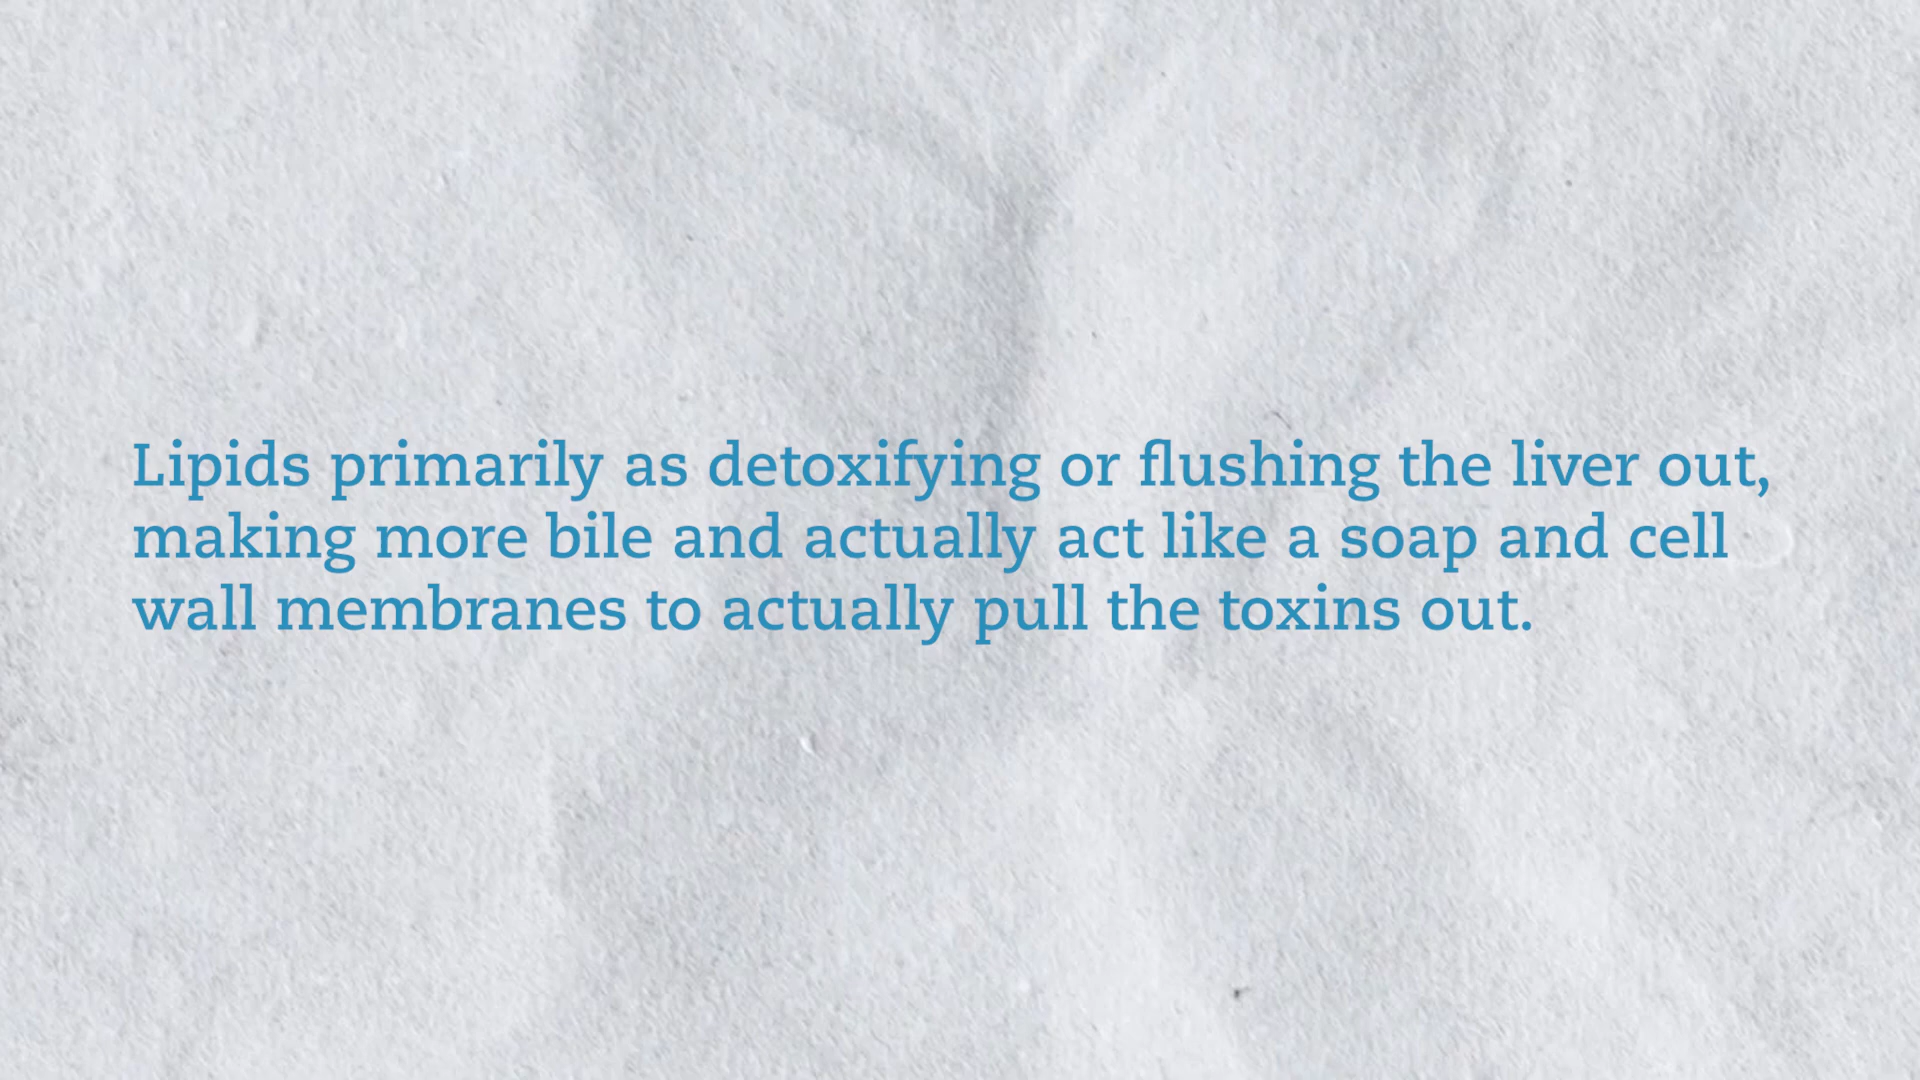 Lipids primarily as detoxifying or flushing the liver out,
making more bile and actually act like a soap and cell
wall membranes to actually pull the toxins out.